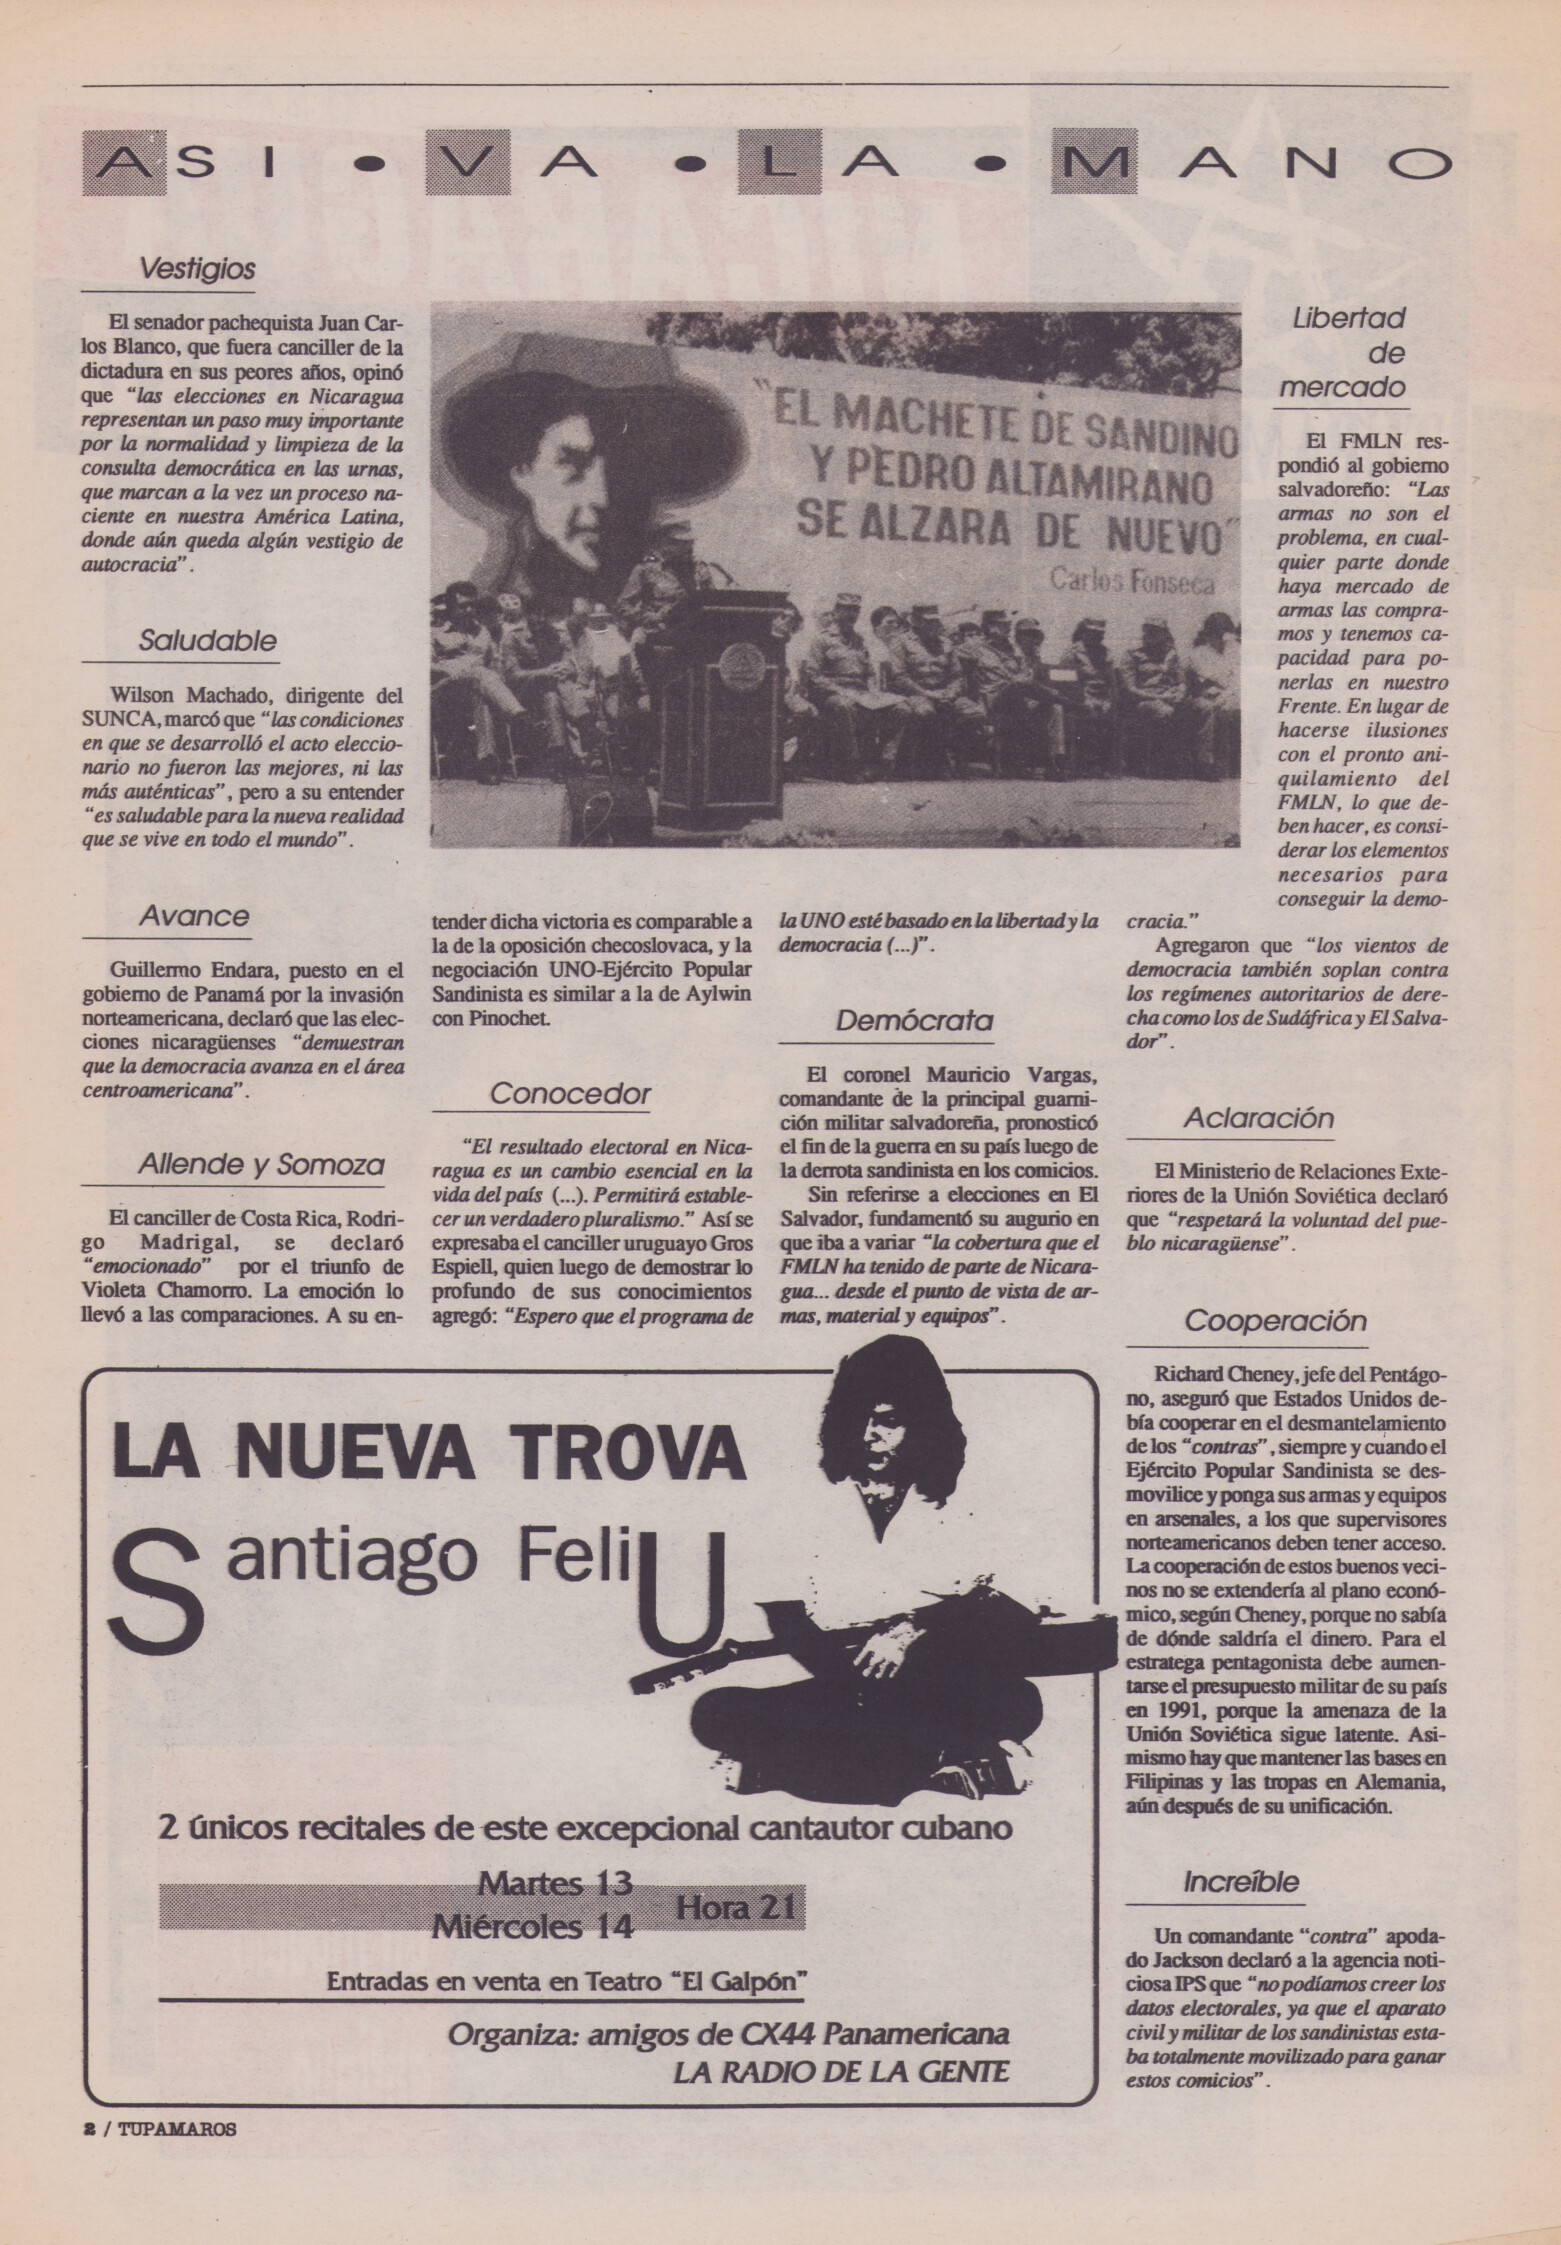 ASI • VA • LA • MANO
Vestigios
El senador pachequista Juan Car-
los Blanco, que fuera canciller de la
dictadura en sus peores años, opinó
que "las elecciones en Nicaragua
representan un paso muy importante
por la normalidad y limpieza de la
consulta democrática en las urnas,
que marcan a la vez un proceso na-
ciente en nuestra América Latina,
donde aún queda algún vestigio de
autocracia".
Saludable
Wilson Machado, dirigente del
SUNCA, marcó que "las condiciones
en que se desarrolló el acto eleccio-
nario no fueron las mejores, ni las
más auténticas", pero a su entender
"es saludable para la nueva realidad
que se vive en todo el mundo".
Avance
Guillermo Endara, puesto en el
gobierno de Panamá por la invasión
norteamericana, declaró que las elec-
ciones nicaragüenses "demuestran
que la democracia avanza en el área
centroamericana".
Allende y Somoza
El canciller de Costa Rica, Rodri-
go Madrigal, se declaró
"emocionado" por el triunfo de
Violeta Chamorro. La emoción lo
llevó a las comparaciones. A su en-
"EL MACHETE DE SANDINO
Y PEDRO ALTAMIRANO
SE ALZARA DE NUEVO"
Carlos Fonseca
tender dicha victoria es comparable a
la de la oposición checoslovaca, y la
negociación UNO-Ejército Popular
Sandinista es similar a la de Aylwin
con Pinochet.
Conocedor
"El resultado electoral en Nica-
ragua es un cambio esencial en la
vida del país (...). Permitirá estable-
cer un verdadero pluralismo." Así se
expresaba el canciller uruguayo Gros
Espiell, quien luego de demostrar lo
profundo de sus conocimientos
agregó: "Espero que el programa de
la UNO esté basado en la libertad y la
democracia (...)".
Demócrata
El coronel Mauricio Vargas,
comandante de la principal guarni-
ción militar salvadoreña, pronosticó
el fin de la guerra en su país luego de
la derrota sandinista en los comicios.
Sin referirse a elecciones en El
Salvador, fundamentó su augurio en
que iba a variar "la cobertura que el
FMLN ha tenido de parte de Nicara-
gua... desde el punto de vista de ar-
mas, material y equipos".
Libertad
de
mercado
El FMLN res-
pondió al gobierno
salvadoreño: "Las
armas no son el
problema, en cual-
quier parte donde
haya mercado de
armas las compra-
mos y tenemos ca-
pacidad para po-
nerlas en nuestro
Frente. En lugar de
hacerse ilusiones
con el pronto ani-
quilamiento del
FMLN, lo que de-
ben hacer, es consi-
derar los elementos
necesarios para
conseguir la demo-
cracia."
Agregaron que "los vientos de
democracia también soplan contra
los regímenes autoritarios de dere-
cha como los de Sudáfrica y El Salva-
dor".
Aclaración
El Ministerio de Relaciones Exte-
riores de la Unión Soviética declaró
que "respetará la voluntad del pue-
blo nicaragüense".
Cooperación
Richard Cheney, jefe del Pentágo-
no, aseguró que Estados Unidos de-
bía cooperar en el desmantelamiento
de los "contras", siempre y cuando el
Ejército Popular Sandinista se des-
movilice y ponga sus armas y equipos
en arsenales, a los que supervisores
norteamericanos deben tener acceso.
La cooperación de estos buenos veci-
nos no se extendería al plano econó-
mico, según Cheney, porque no sabía
de dónde saldría el dinero. Para el
estratega pentagonista debe aumen-
tarse el presupuesto militar de su país
en 1991, porque la amenaza de la
Unión Soviética sigue latente. Asi-
mismo hay que mantener las bases en
Filipinas y las tropas en Alemania,
aún después de su unificación.
Increíble
Un comandante "contra" apoda-
do Jackson declaró a la agencia noti-
ciosa IPS que "no podíamos creer los
datos electorales, ya que el aparato
civil y militar de los sandinistas esta-
ba totalmente movilizado para ganar
estos comicios".
LA NUEVA TROVA
Santiago FeliU
2 únicos recitales de este excepcional cantautor cubano
Martes 13
Miércoles 14
Hora 21
Entradas en venta en Teatro "El Galpón"
Organiza: amigos de CX44 Panamericana
LA RADIO DE LA GENTE
2 / TUPAMAROS